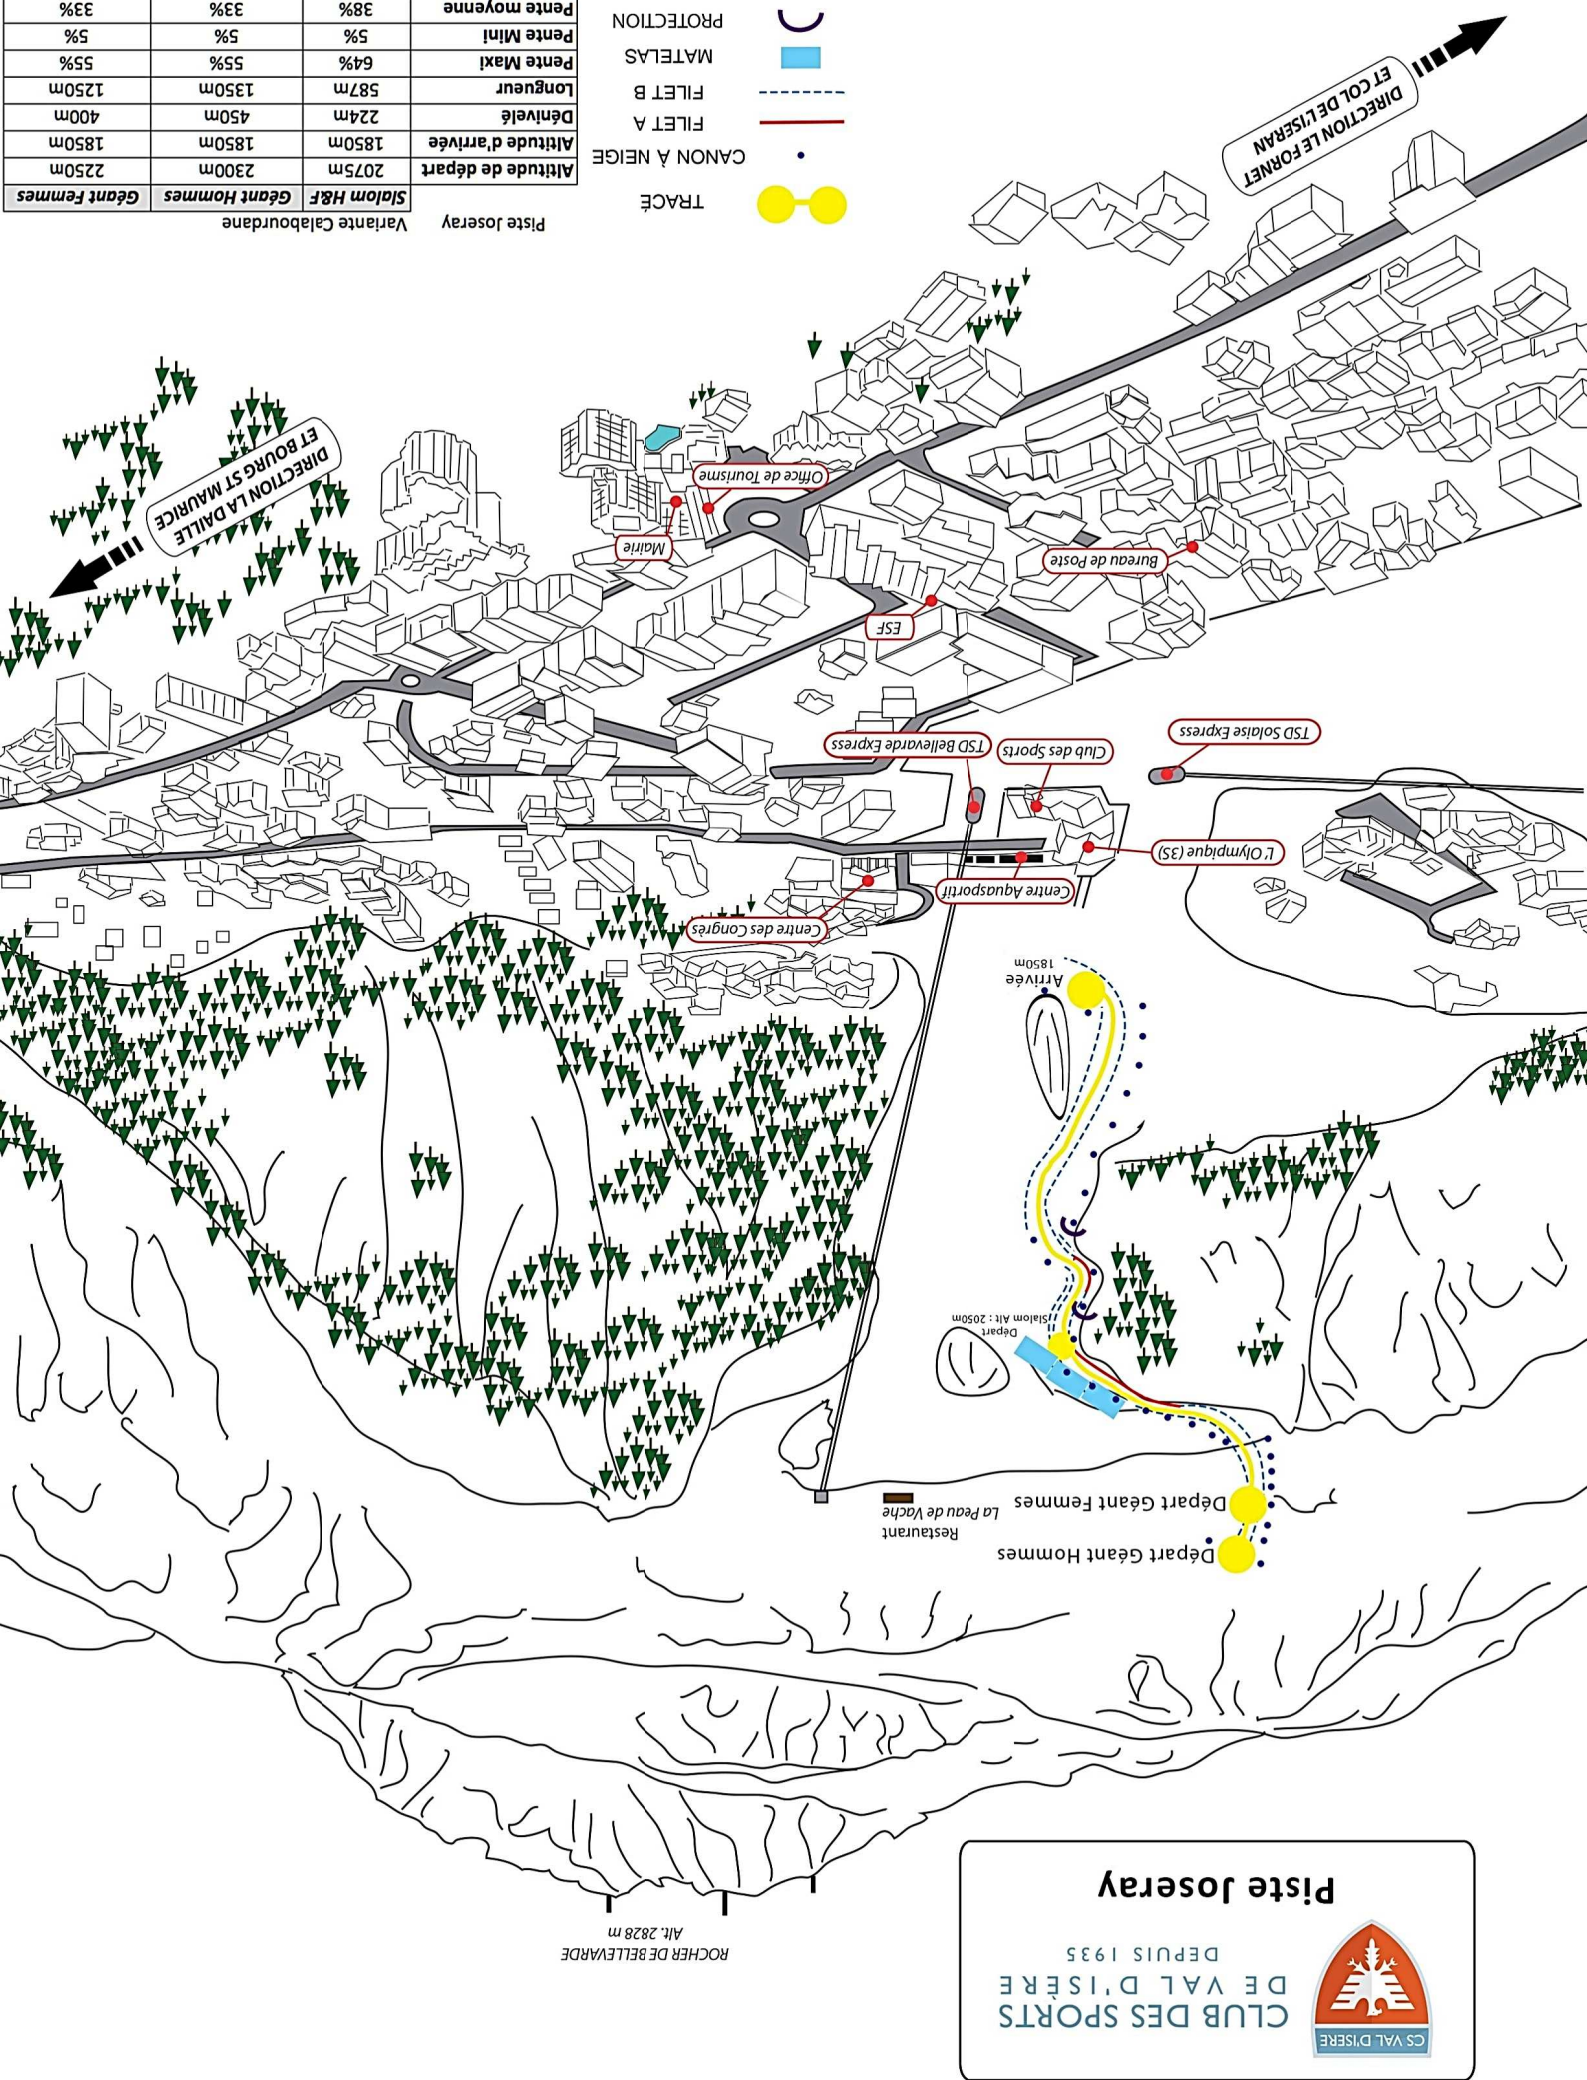 CS VAL D'ISERE
CLUB DES SPORTS
DE VAL D'ISÈRE
DEPUIS 1935
Piste Joseray
ROCHER DE BELLEVARDE
Alt. 2828 m
Départ Géant Hommes
Départ Géant Femmes
Restaurant
La Peau de Vache
Départ
Slalom Alt : 2050m
Arrivée
1850m
Centre des Congrès
Centre Aquasportif
L'Olympique (3S)
TSD Bellevarde Express
Club des Sports
TSD Solaise Express
ESF
Bureau de Poste
Mairie
Office de Tourisme
DIRECTION LA DAILLE
ET BOURG ST MAURICE
DIRECTION LE FORNET
ET COL DE L'ISERAN
TRACÉ
CANON À NEIGE
FILET A
FILET B
MATELAS
PROTECTION
Piste Joseray Variante Calabourdane
Slalom H&F Géant Hommes Géant Femmes
Altitude de départ 2075m 2300m 2250m
Altitude d'arrivée 1850m 1850m 1850m
Dénivelé 224m 450m 400m
Longueur 587m 1350m 1250m
Pente Maxi 64% 55% 55%
Pente Mini 5% 5% 5%
Pente moyenne 38% 33% 33%